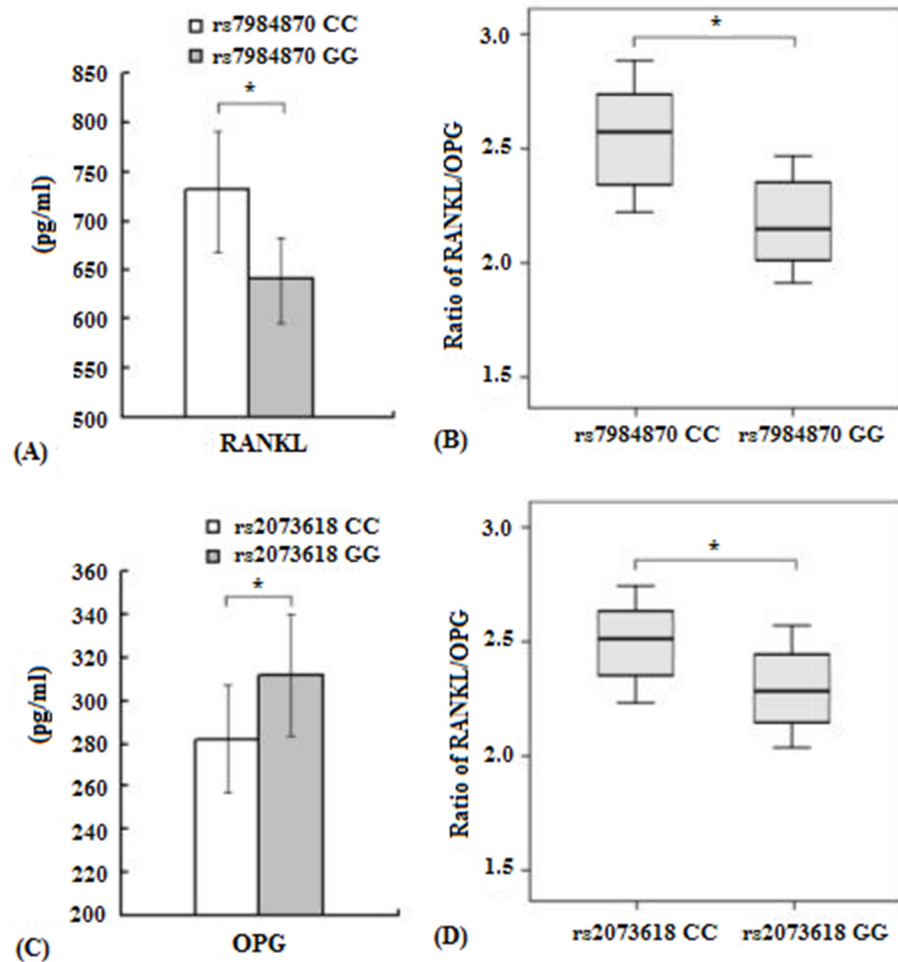 rs7984870 CC
rs7984870 GG
850
800
750
700
650
600
550
500
(pg/ml)
*
RANKL
(A)
3.0
2.5
2.0
1.5
Ratio of RANKL/OPG
*
rs7984870 CC rs7984870 GG
(B)
rs2073618 CC
rs2073618 GG
360
340
320
300
280
260
240
220
200
(pg/ml)
*
OPG
(C)
3.0
2.5
2.0
1.5
Ratio of RANKL/OPG
*
rs2073618 CC rs2073618 GG
(D)